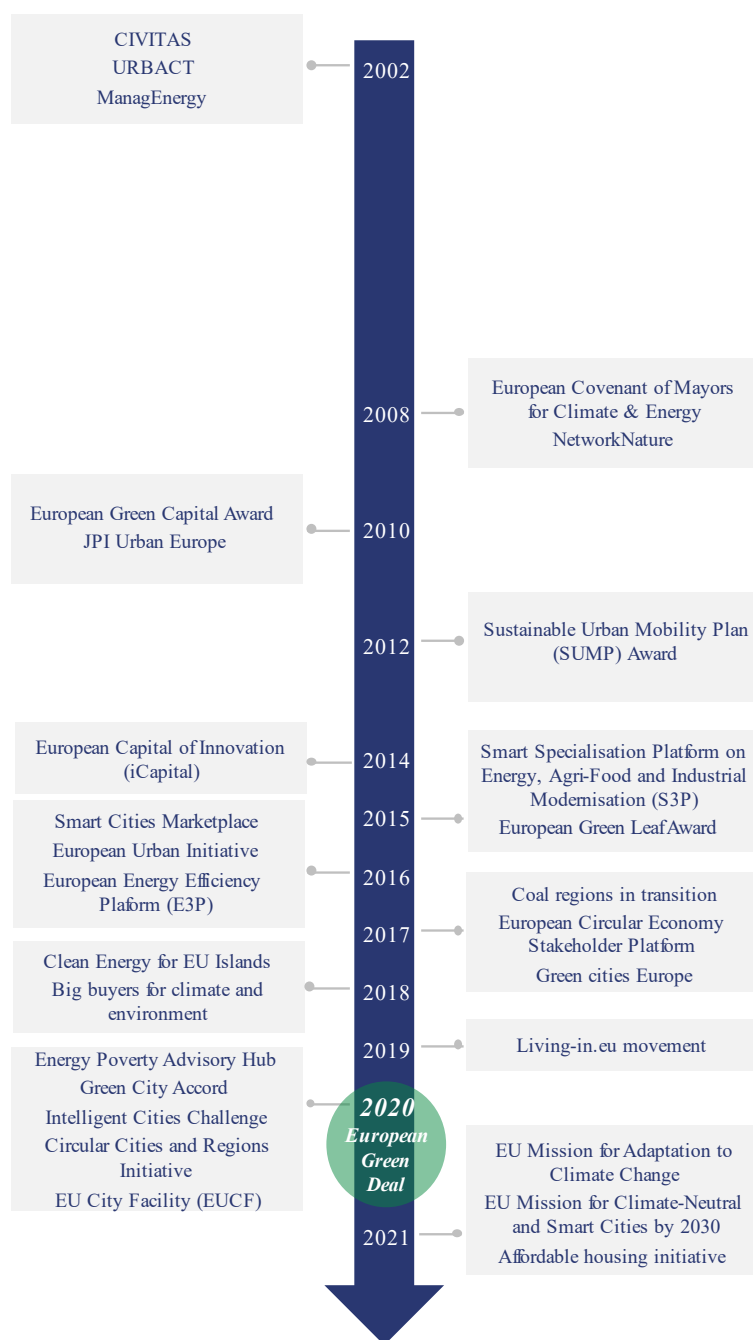 CIVITAS
URBACT
ManagEnergy
2002
2008
European Covenant of Mayors
for Climate & Energy
NetworkNature
European Green Capital Award
JPI Urban Europe
2010
2012
Sustainable Urban Mobility Plan
(SUMP) Award
European Capital of Innovation
(iCapital)
2014
Smart Specialisation Platform on
Energy, Agri-Food and Industrial
Modernisation (S3P)
European Green Leaf Award
2015
Smart Cities Marketplace
European Urban Initiative
European Energy Efficiency
Plaform (E3P)
2016
2017
Coal regions in transition
European Circular Economy
Stakeholder Platform
Green cities Europe
Clean Energy for EU Islands
Big buyers for climate and
environment
2018
2019
Living-in.eu movement
Energy Poverty Advisory Hub
Green City Accord
Intelligent Cities Challenge
Circular Cities and Regions
Initiative
EU City Facility (EUCF)
2020
European
Green
Deal
2021
EU Mission for Adaptation to
Climate Change
EU Mission for Climate-Neutral
and Smart Cities by 2030
Affordable housing initiative